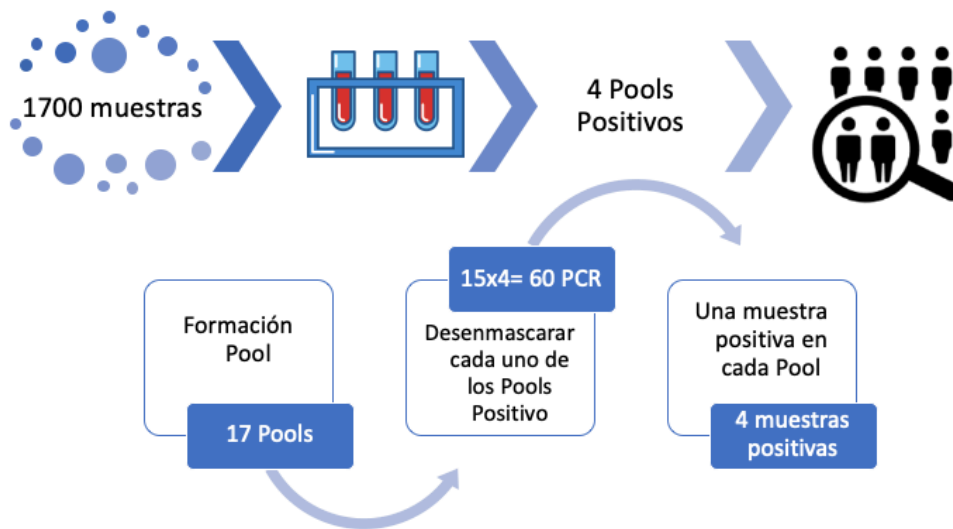 1700 muestras
4 Pools
Positivos
Formación
Pool
17 Pools
15x4= 60 PCR
Desenmascarar
cada uno de
los Pools
Positivo
Una muestra
positiva en
cada Pool
4 muestras
positivas